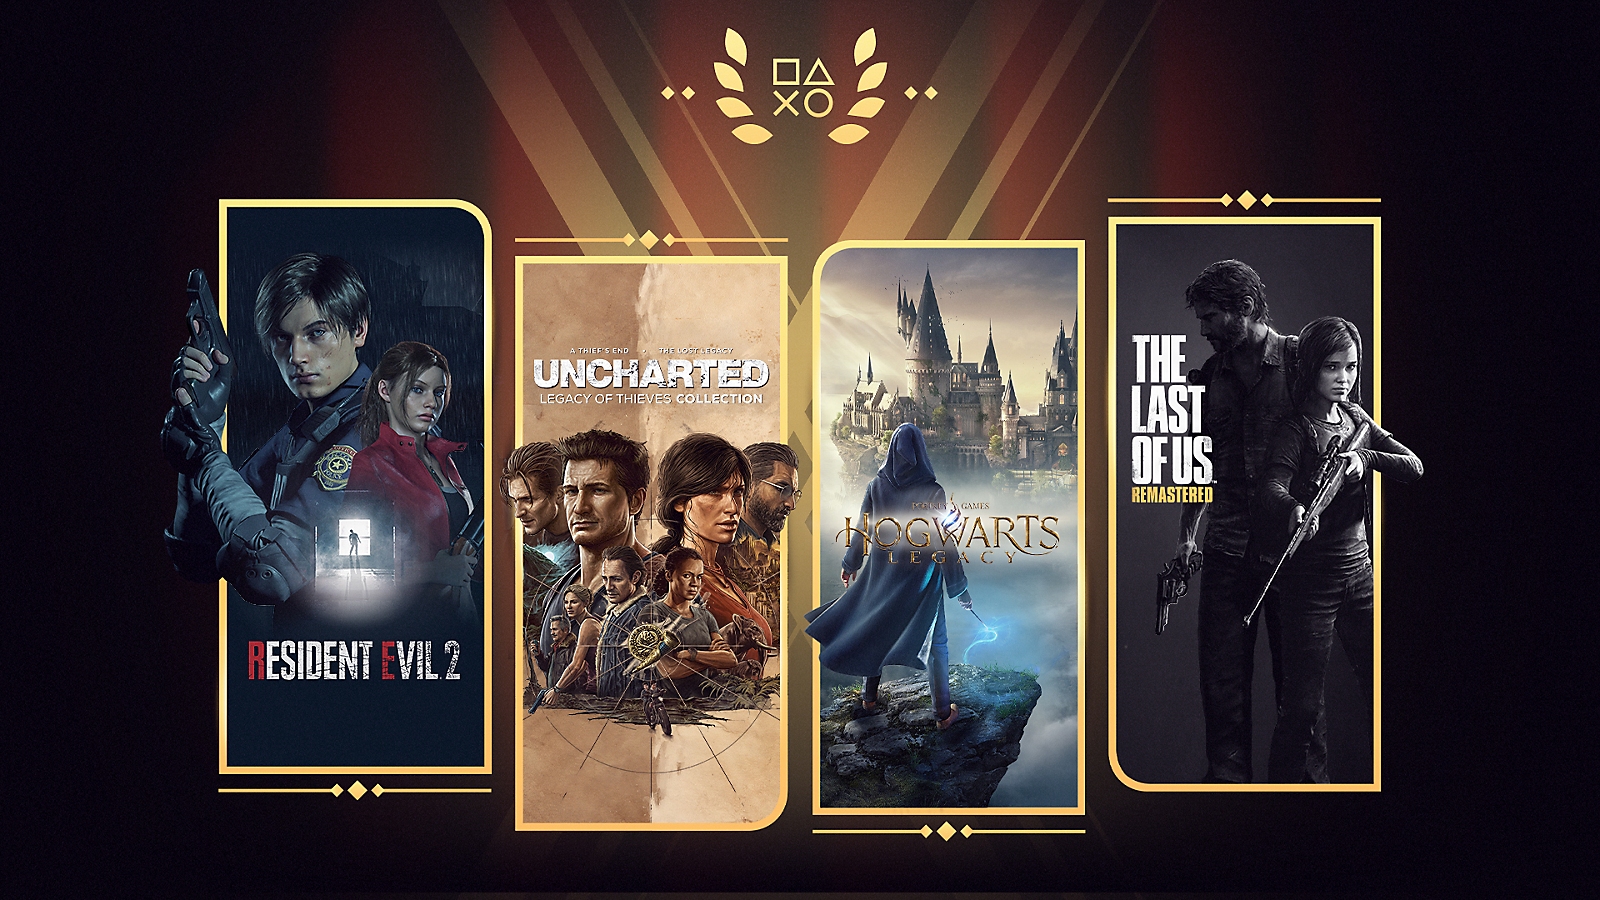 RESIDENT EVIL 2
A THIEF'S END THE LOST LEGACY
UNCHARTED
LEGACY OF THIEVES COLLECTION
GAMES
HOGWARTS
LEGACY
THE
LAST
OF US
REMASTERED